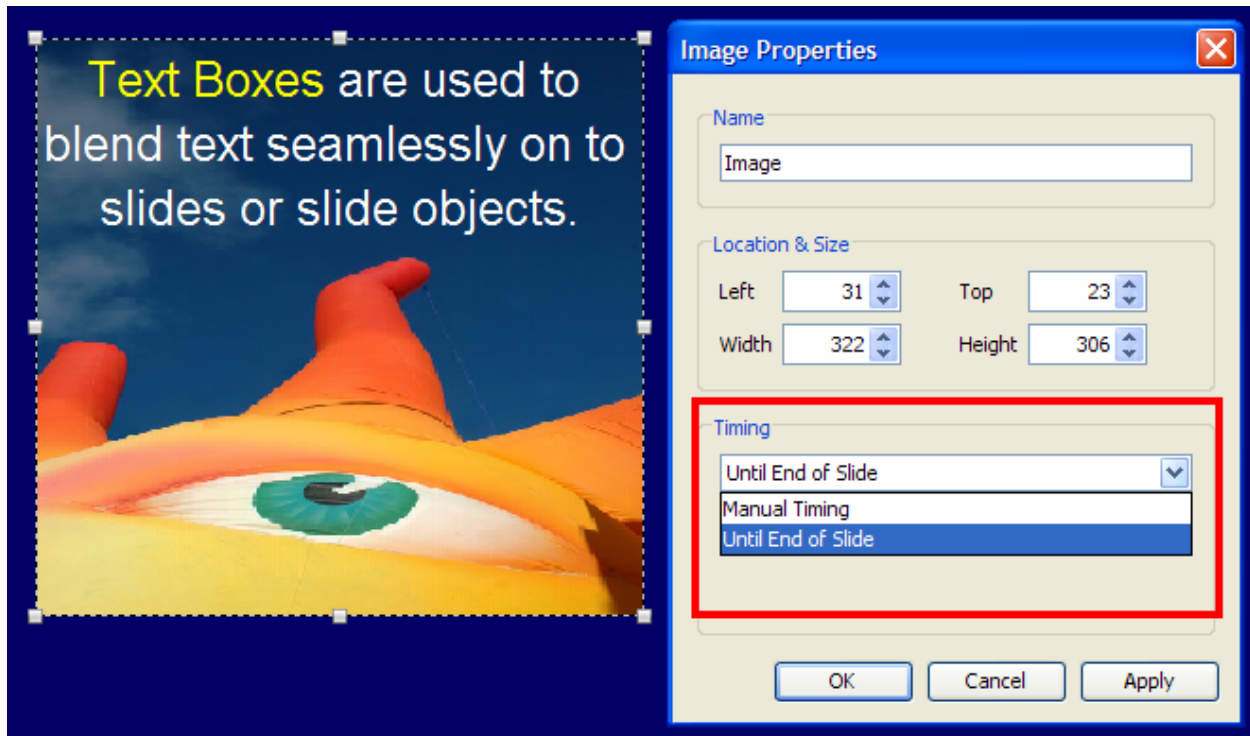 Text Boxes are used to
blend text seamlessly on to
slides or slide objects.
Image Properties
Name
Image
Location & Size
Left 31 Top 23
Width 322 Height 306
Timing
Until End of Slide
Manual Timing
Until End of Slide
OK Cancel Apply